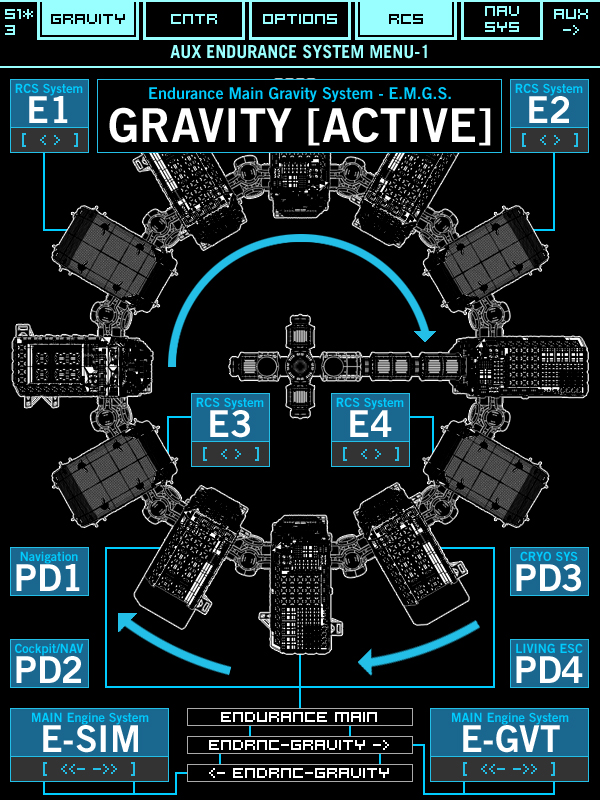 S1* GRAVITY CNTR OPTIONS RCS NAV AUX
3 SYS ->
AUX ENDURANCE SYSTEM MENU-1
RCS System
E1
[ < > ]
Endurance Main Gravity System - E.M.G.S.
GRAVITY [ACTIVE]
RCS System
E2
[ < > ]
RCS System
E3
[ < > ]
RCS System
E4
[ < > ]
Navigation
PD1
CRYO SYS
PD3
Cockpit/NAV
PD2
LIVING ESC
PD4
MAIN Engine System
E-SIM
[ <<- ->> ]
ENDURANCE MAIN
ENDRNC-GRAVITY ->
<- ENDRNC-GRAVITY
MAIN Engine System
E-GVT
[ <<- ->> ]